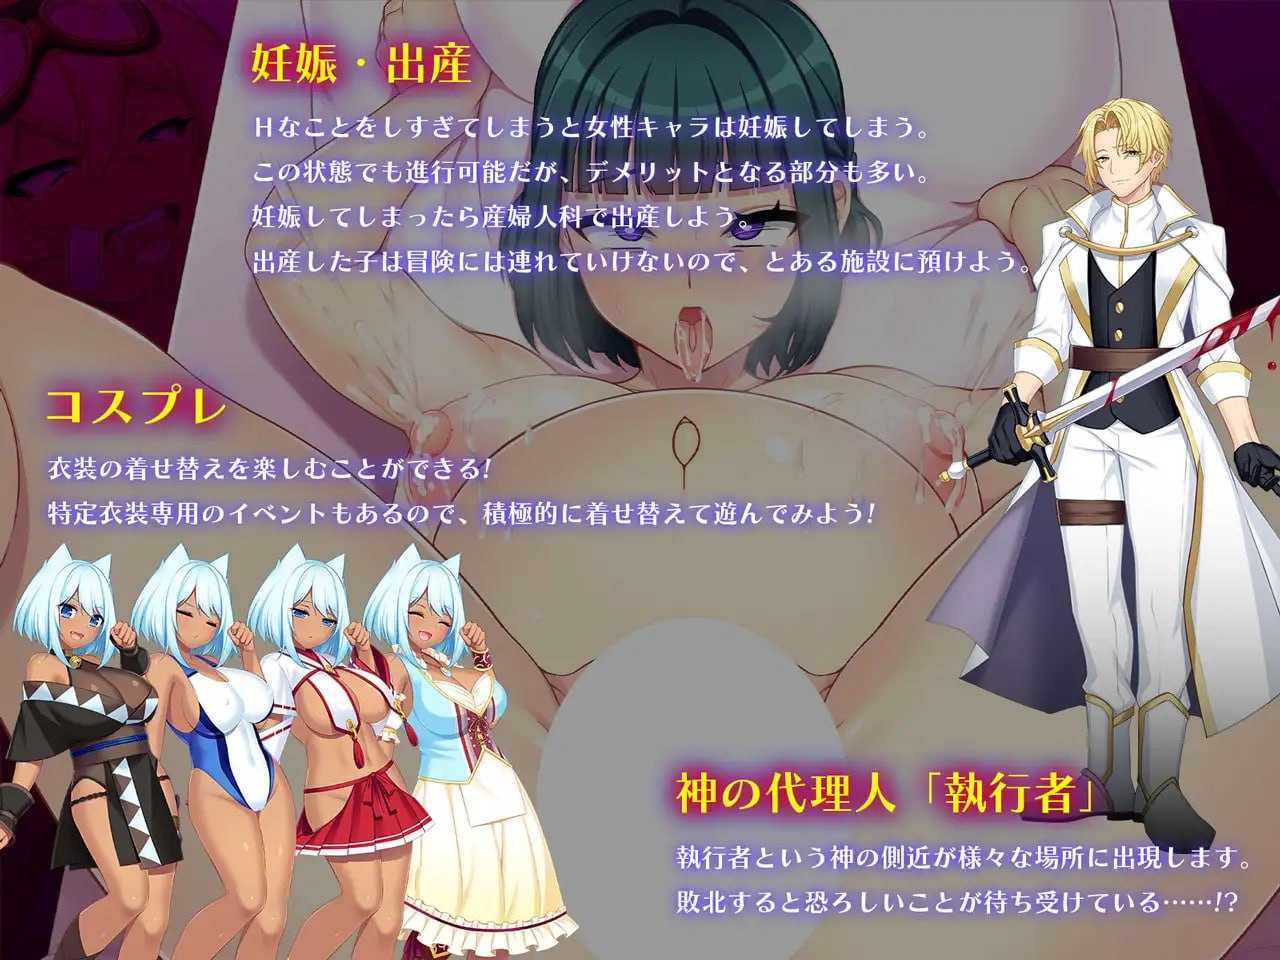 妊娠・出産
Hなことをしすぎてしまうと女性キャラは妊娠してしまう。
この状態でも進行可能だが、デメリットとなる部分も多い。
妊娠してしまったら産婦人科で出産しよう。
出産した子は冒険には連れていけないので、とある施設に預けよう。
コスプレ
衣装の着せ替えを楽しむことができる!
特定衣装専用のイベントもあるので、積極的に着せ替えて遊んでみよう!
神の代理人「執行者」
執行者という神の側近が様々な場所に出現します。
敗北すると恐ろしいことが待ち受けている……!?